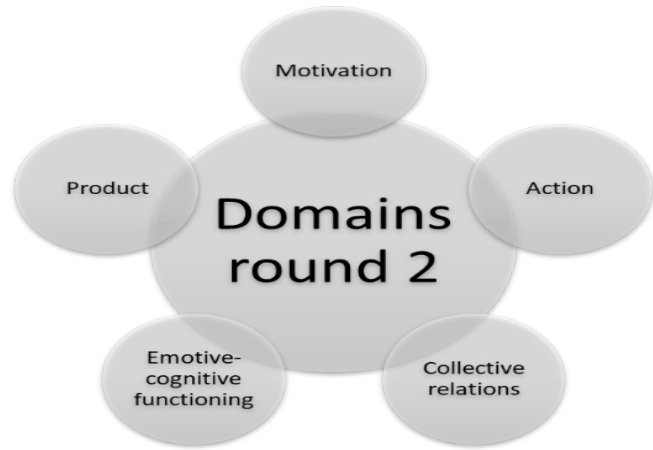 Motivation
Product
Action
Domains
round 2
Emotive-
cognitive
functioning
Collective
relations